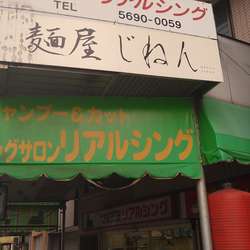 リアルシング
TEL 5690-0059
麺屋 じねん
ャンプー&カット
グサロン リアルシング
リアルシング